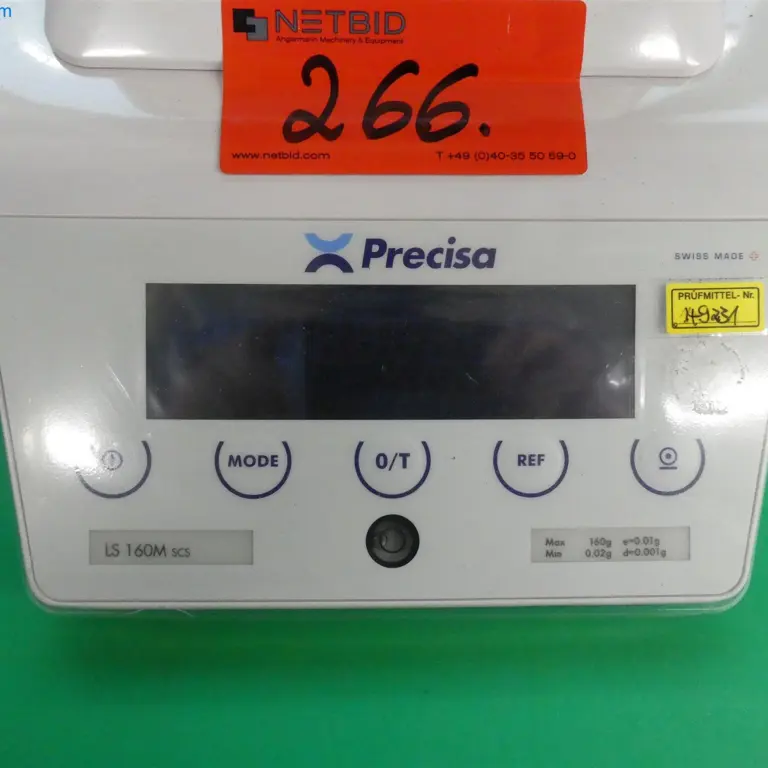 m
NETBID
Angermann Machinery & Equipment
266.
www.netbid.com T +49 (0)40-35 50 59-0
Precisa
SWISS MADE
PRÜFMITTEL-Nr.
MODE 0/T REF
LS 160M SCS
Max 160g e=0.01g
Min 0.02g d=0.001g